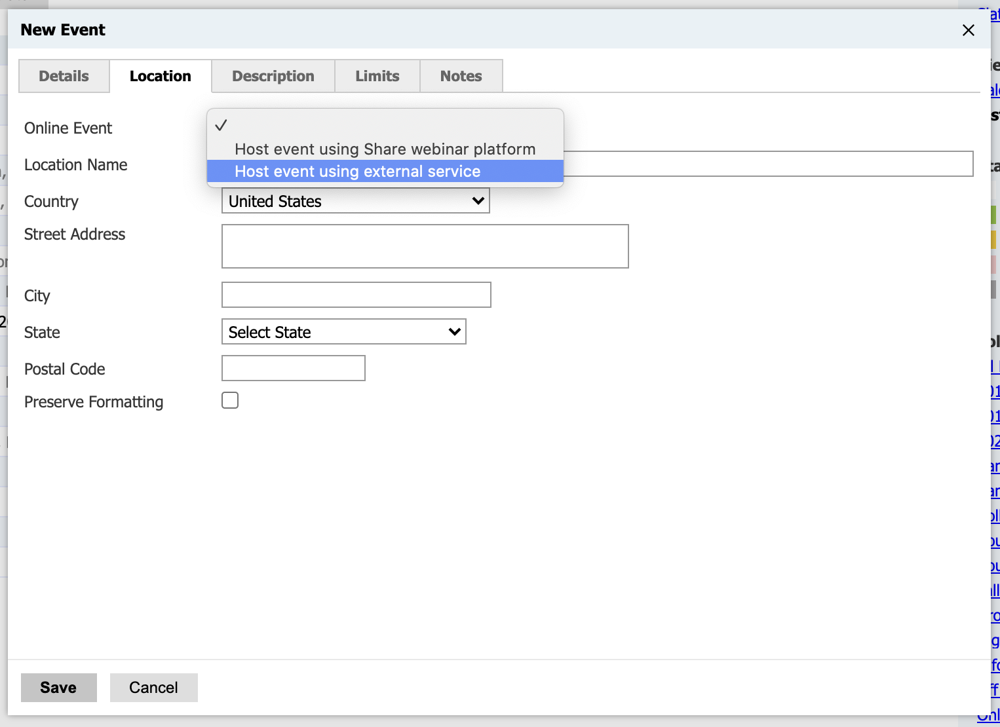 New Event
Details Location Description Limits Notes
Online Event
Host event using Share webinar platform
Host event using external service
Location Name
Country United States
Street Address
City
State Select State
Postal Code
Preserve Formatting
Save Cancel